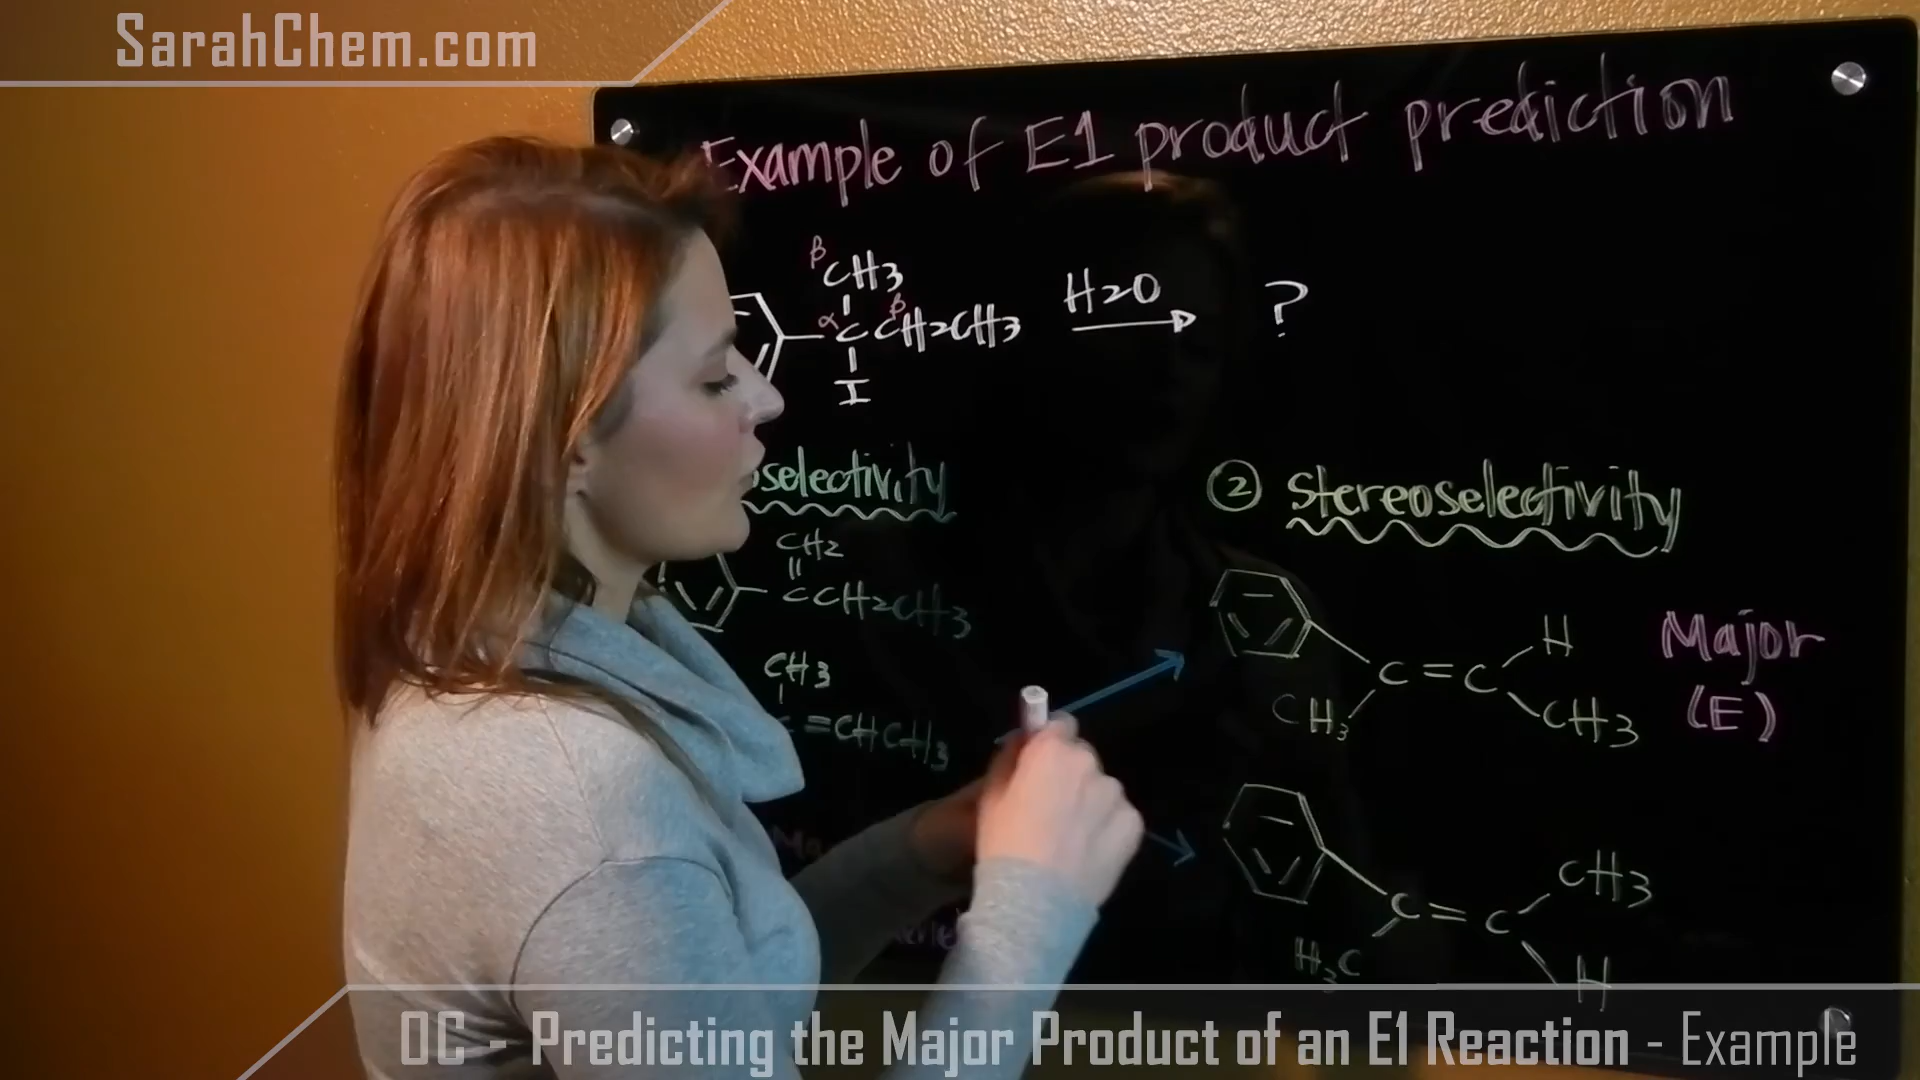 SarahChem.com
Example of E1 product prediction
β
CH3
α C β CH2CH3
I
H2O
?
selectivity
CH2
CCH2CH3
CH3
=CHCH3
② Stereoselectivity
H
C=C
CH3
CH3
Major
(E)
CH3
C=C
H3C
H
OC - Predicting the Major Product of an E1 Reaction - Example